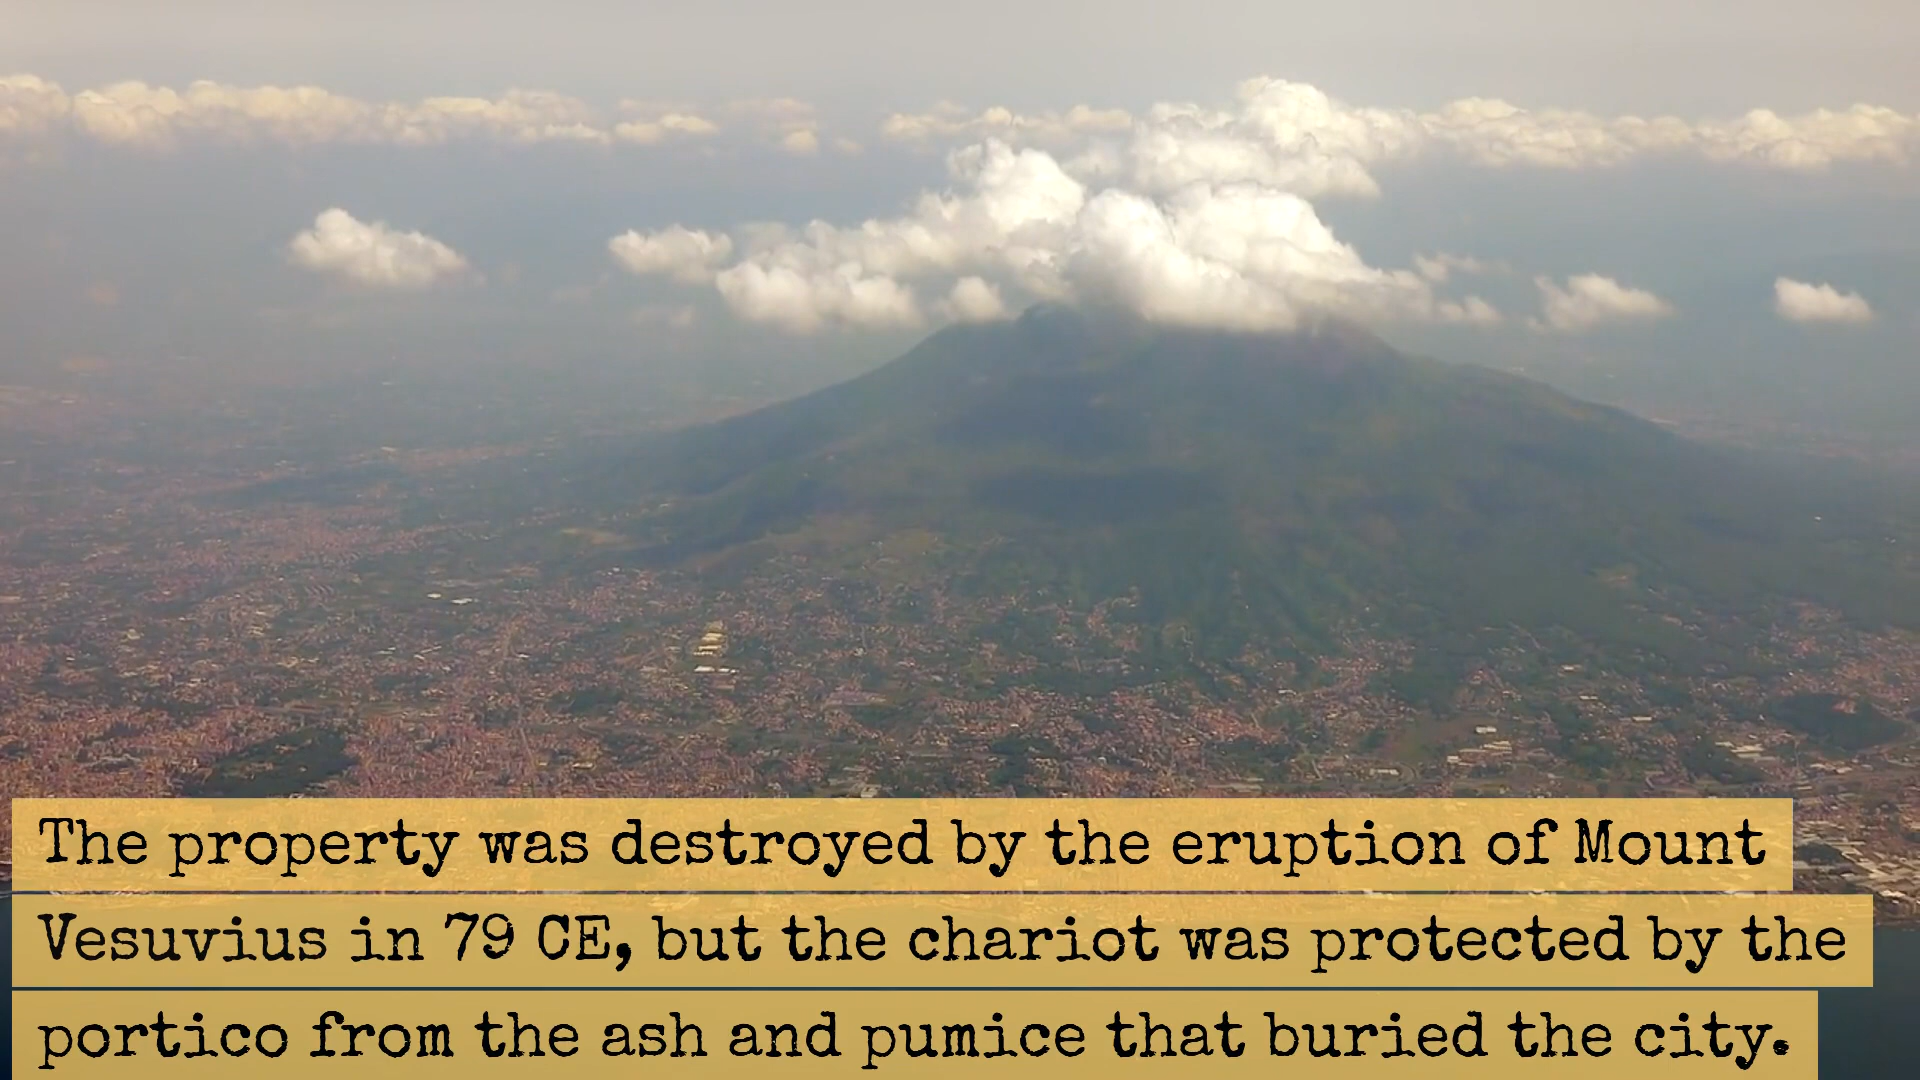 The property was destroyed by the eruption of Mount
Vesuvius in 79 CE, but the chariot was protected by the
portico from the ash and pumice that buried the city.